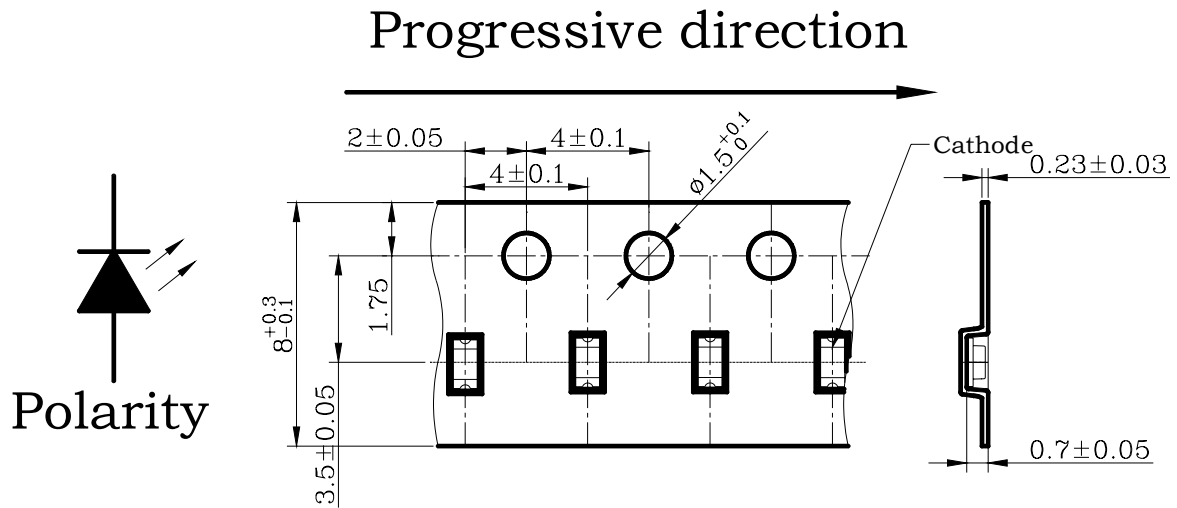 Progressive direction
2±0.05
4±0.1
4±0.1
ø1.5 +0.1 0
Cathode
0.23±0.03
1.75
8 +0.3 -0.1
3.5±0.05
Polarity
0.7±0.05